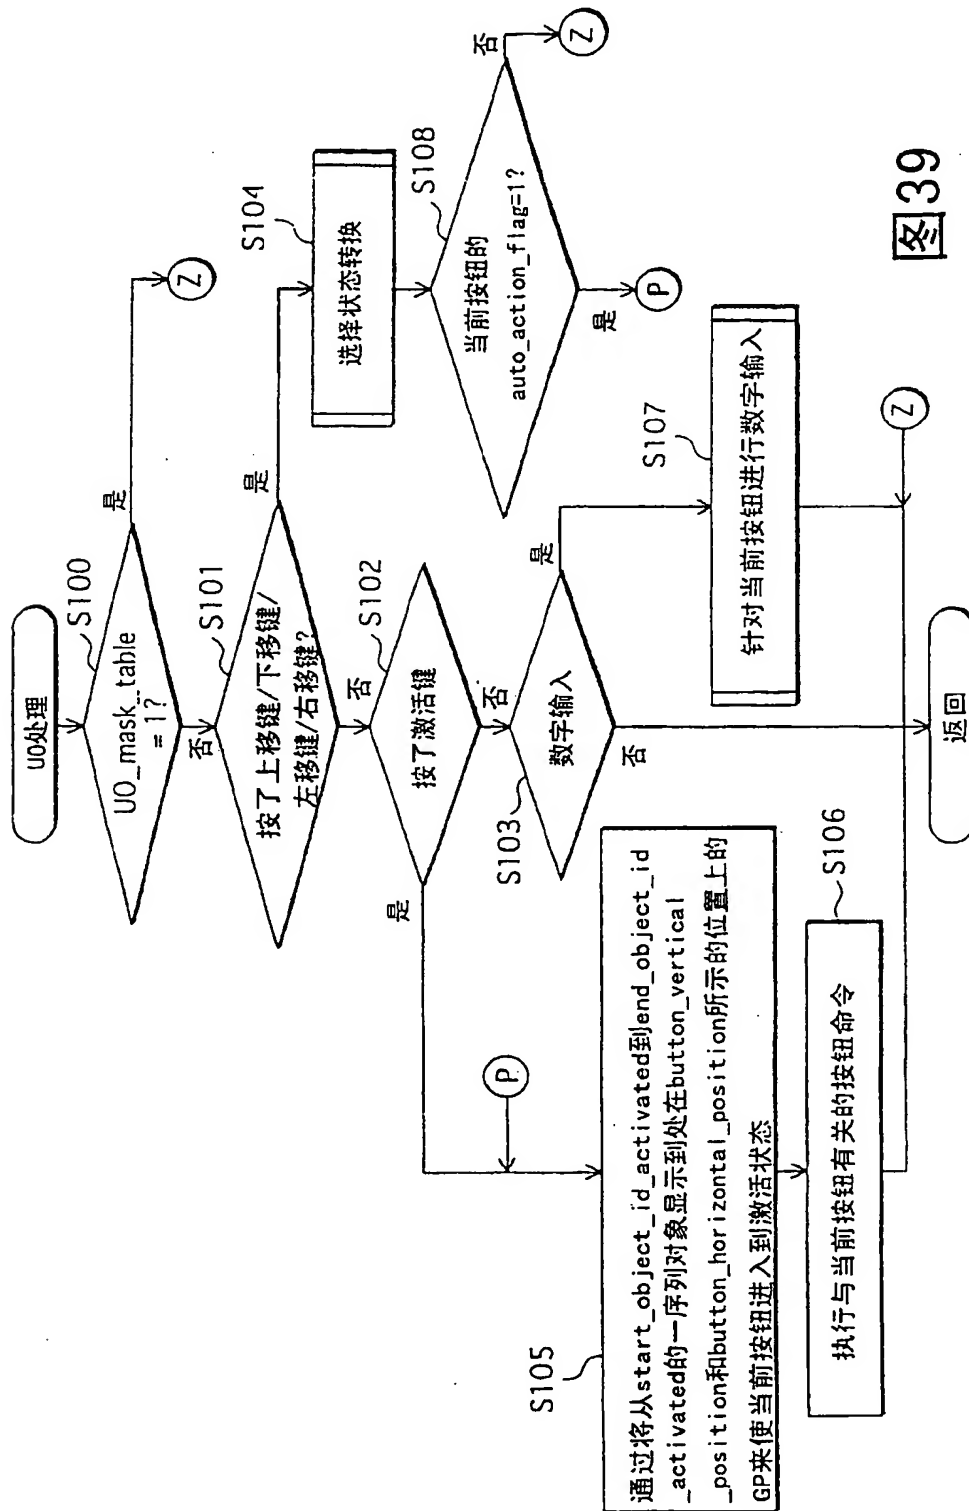 UO处理
S100
UO_mask_table
= 1?
是
Z
否
S101
按了上移键/下移键/
左移键/右移键?
是
S104
选择状态转换
S108
当前按钮的
auto_action_flag=1?
否
Z
是
P
否
S102
按了激活键
是
P
否
S103
数字输入
是
S107
针对当前按钮进行数字输入
否
Z
S105
通过将从start_object_id_activated到end_object_id
_activated的一序列对象显示到处在button_vertical
_position和button_horizontal_position所示的位置上的
GP来使当前按钮进入到激活状态
S106
执行与当前按钮有关的按钮命令
返回
图39